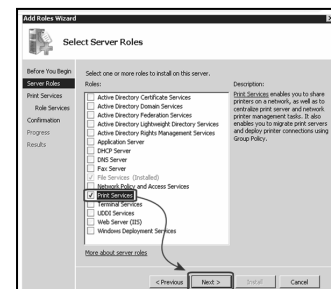 Add Roles Wizard
Select Server Roles
Before You Begin
Server Roles
Print Services
Role Services
Confirmation
Progress
Results
Select one or more roles to install on this server.
Roles:
Active Directory Certificate Services
Active Directory Domain Services
Active Directory Federation Services
Active Directory Lightweight Directory Services
Active Directory Rights Management Services
Application Server
DHCP Server
DNS Server
Fax Server
File Services (Installed)
Network Policy and Access Services
Print Services
Terminal Services
UDDI Services
Web Server (IIS)
Windows Deployment Services
More about server roles
Description:
Print Services enables you to share
printers on a network, as well as to
centralize print server and network
printer management tasks. It also
enables you to migrate print servers
and deploy printer connections using
Group Policy.
< Previous
Next >
Install
Cancel